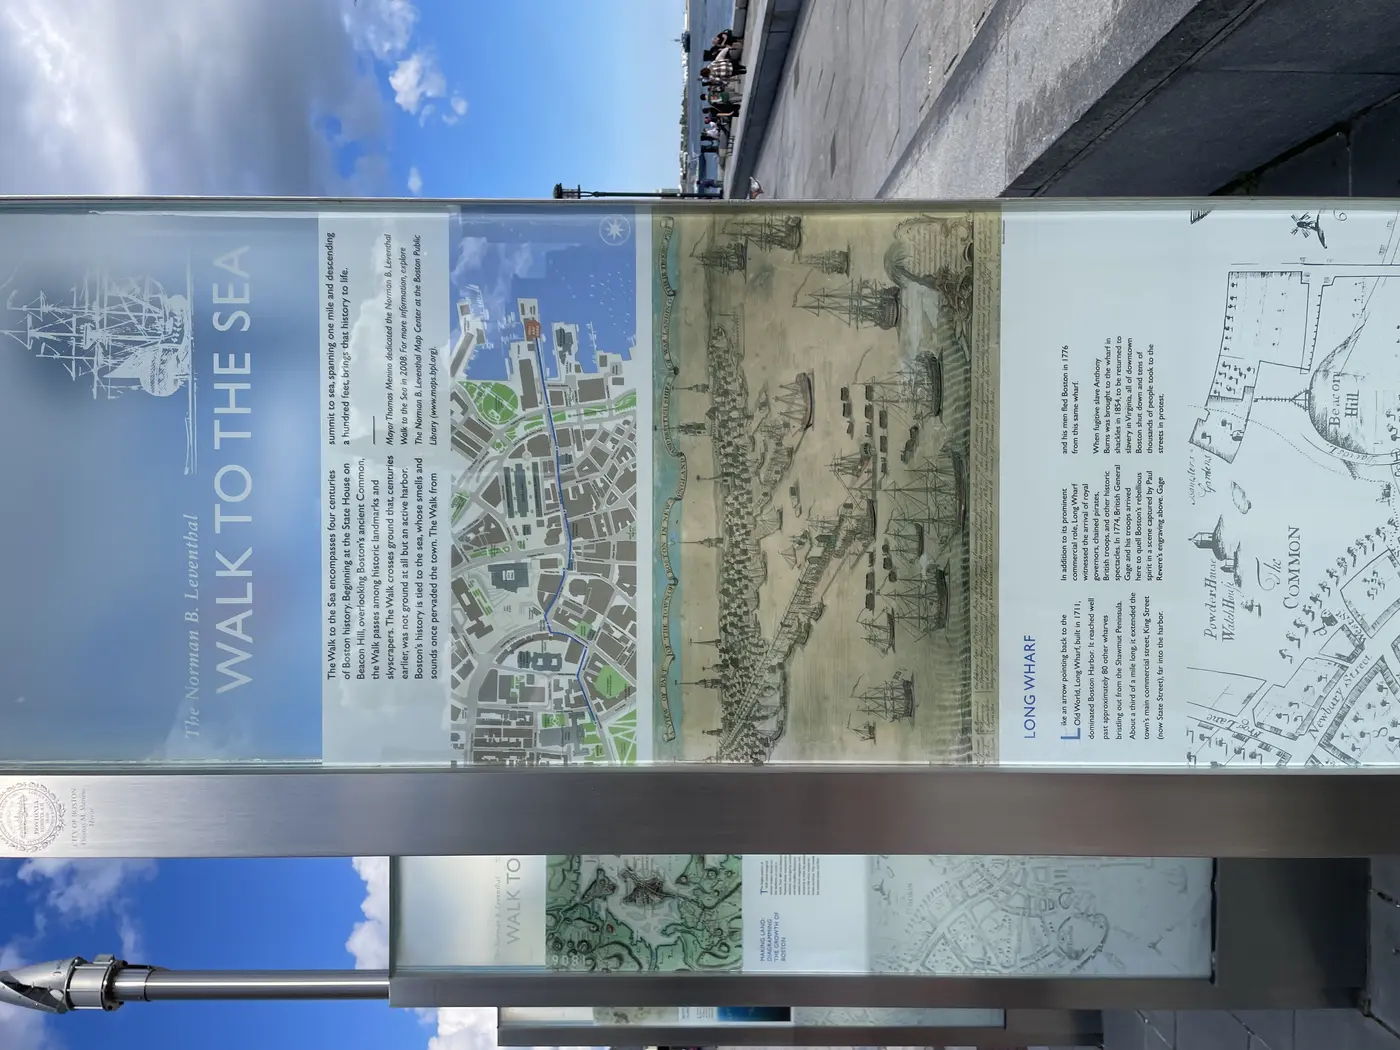 The Norman B. Leventhal
WALK TO THE SEA
The Walk to the Sea encompasses four centuries
of Boston history. Beginning at the State House on
Beacon Hill, overlooking Boston's ancient Common,
the Walk passes among historic landmarks and
skyscrapers. The Walk crosses ground that, centuries
earlier, was not ground at all but an active harbor.
Boston's history is tied to the sea, whose smells and
sounds once pervaded the town. The Walk from
summit to sea, spanning one mile and descending
a hundred feet, brings that history to life.
Mayor Thomas Menino dedicated the Norman B. Leventhal
Walk to the Sea in 2008. For more information, explore
The Norman B. Leventhal Map Center at the Boston Public
Library (www.maps.bpl.org).
LONG WHARF
Like an arrow pointing back to the
Old World, Long Wharf, built in 1711,
dominated Boston Harbor. It reached well
past approximately 80 other wharves
bristling out from the Shawmut Peninsula.
About a third of a mile long, it extended the
town's main commercial street, King Street
(now State Street), far into the harbor.
In addition to its prominent
commercial role, Long Wharf
witnessed the arrival of royal
governors, chained pirates,
British troops, and other historic
spectacles. In 1774, British General
Gage and his troops arrived
here to quell Boston's rebellious
spirit in a scene captured by Paul
Revere's engraving above. Gage
and his men fled Boston in 1776
from this same wharf.
When fugitive slave Anthony
Burns was brought to the wharf in
shackles in 1854, to be returned to
slavery in Virginia, all of downtown
Boston shut down and tens of
thousands of people took to the
streets in protest.
Beacon
Hill
Powder House
Watch House
The
COMMON
Newbury Street
Lane
CITY OF BOSTON
Thomas M. Menino
Mayor
WALK TO
1806
MAKING LAND
DIAGRAMMING
THE GROWTH OF
BOSTON